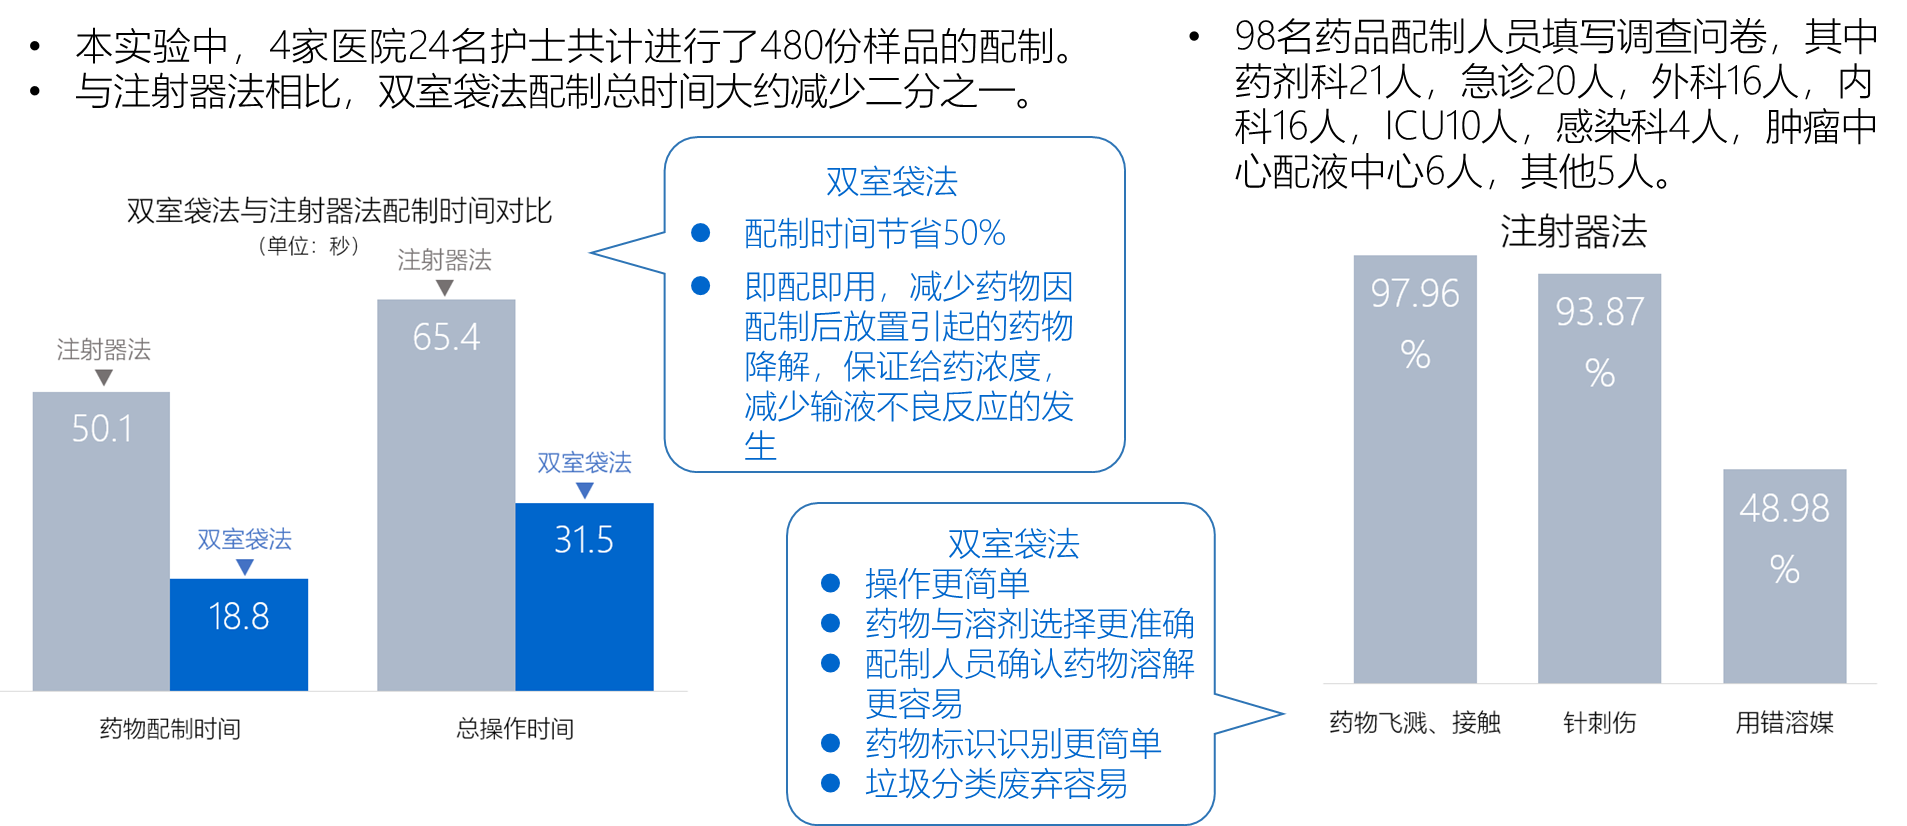 • 本实验中，4家医院24名护士共计进行了480份样品的配制。
• 与注射器法相比，双室袋法配制总时间大约减少二分之一。
双室袋法与注射器法配制时间对比
（单位：秒）
注射器法
50.1
双室袋法
18.8
注射器法
65.4
双室袋法
31.5
药物配制时间
总操作时间
双室袋法
● 配制时间节省50%
● 即配即用，减少药物因
配制后放置引起的药物
降解，保证给药浓度，
减少输液不良反应的发
生
双室袋法
● 操作更简单
● 药物与溶剂选择更准确
● 配制人员确认药物溶解
更容易
● 药物标识识别更简单
● 垃圾分类废弃容易
• 98名药品配制人员填写调查问卷，其中
药剂科21人，急诊20人，外科16人，内
科16人，ICU10人，感染科4人，肿瘤中
心配液中心6人，其他5人。
注射器法
97.96
%
93.87
%
48.98
%
药物飞溅、接触
针刺伤
用错溶媒